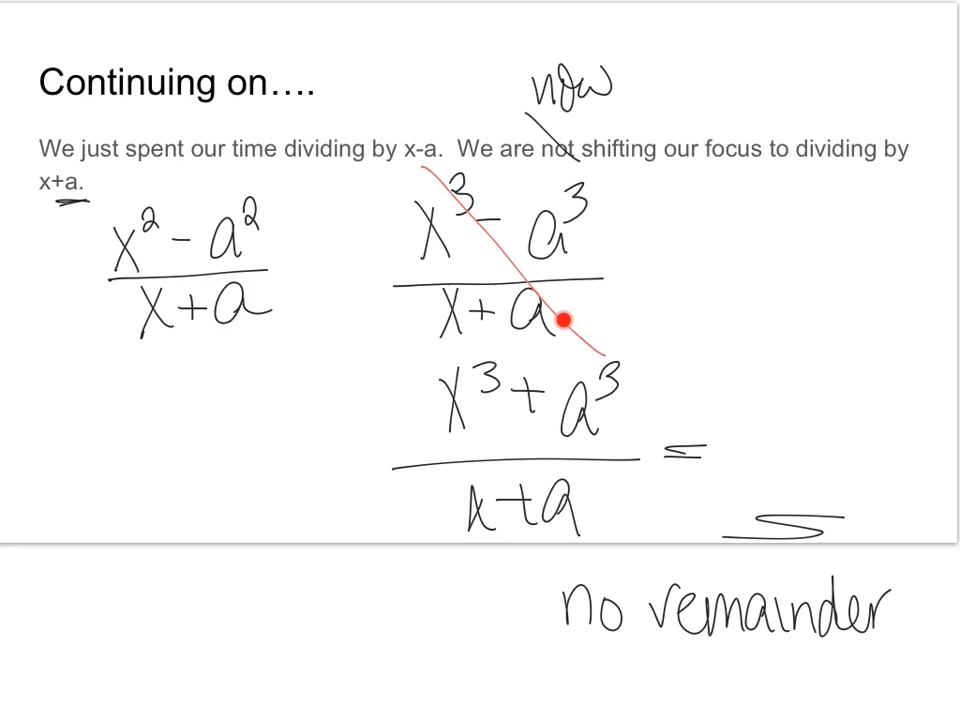 Continuing on….
now
We just spent our time dividing by x-a. We are not shifting our focus to dividing by
x+a.
x² - a²
x + a
x³ - a³
x + a
x³ + a³
x + a
=
no remainder